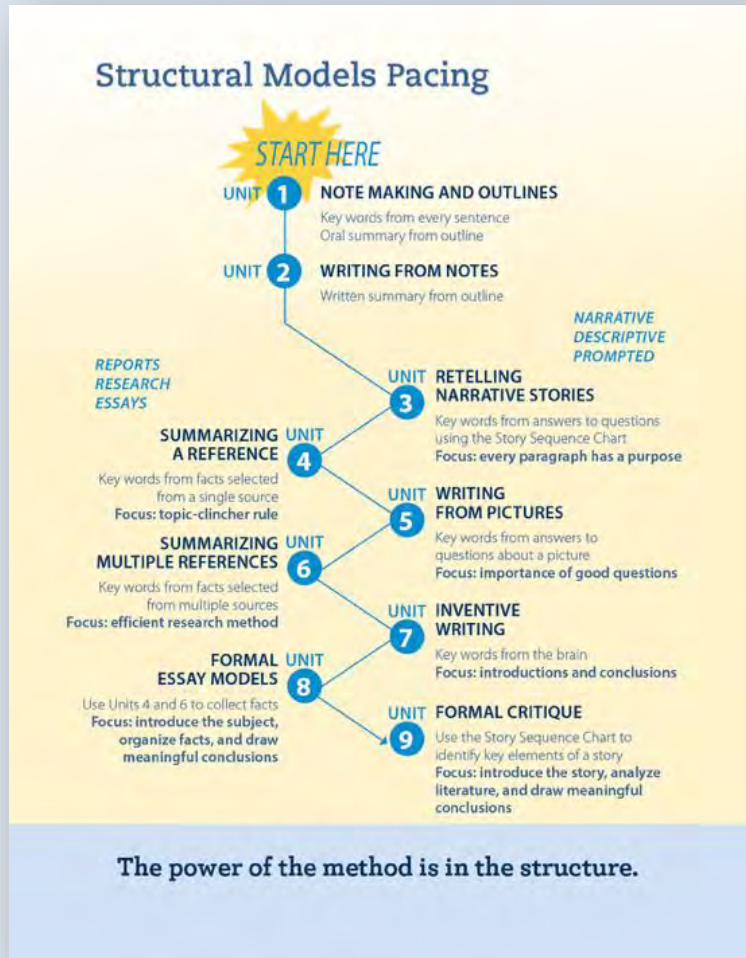 Structural Models Pacing
START HERE
UNIT 1 NOTE MAKING AND OUTLINES
Key words from every sentence
Oral summary from outline
UNIT 2 WRITING FROM NOTES
Written summary from outline
NARRATIVE
DESCRIPTIVE
PROMPTED
REPORTS
RESEARCH
ESSAYS
UNIT 3 RETELLING
NARRATIVE STORIES
Key words from answers to questions
using the Story Sequence Chart
Focus: every paragraph has a purpose
SUMMARIZING UNIT 4
A REFERENCE
Key words from facts selected
from a single source
Focus: topic-clincher rule
UNIT 5 WRITING
FROM PICTURES
Key words from answers to
questions about a picture
Focus: importance of good questions
SUMMARIZING UNIT 6
MULTIPLE REFERENCES
Key words from facts selected
from multiple sources
Focus: efficient research method
UNIT 7 INVENTIVE
WRITING
Key words from the brain
Focus: introductions and conclusions
FORMAL UNIT 8
ESSAY MODELS
Use Units 4 and 6 to collect facts
Focus: introduce the subject,
organize facts, and draw
meaningful conclusions
UNIT 9 FORMAL CRITIQUE
Use the Story Sequence Chart to
identify key elements of a story
Focus: introduce the story, analyze
literature, and draw meaningful
conclusions
The power of the method is in the structure.